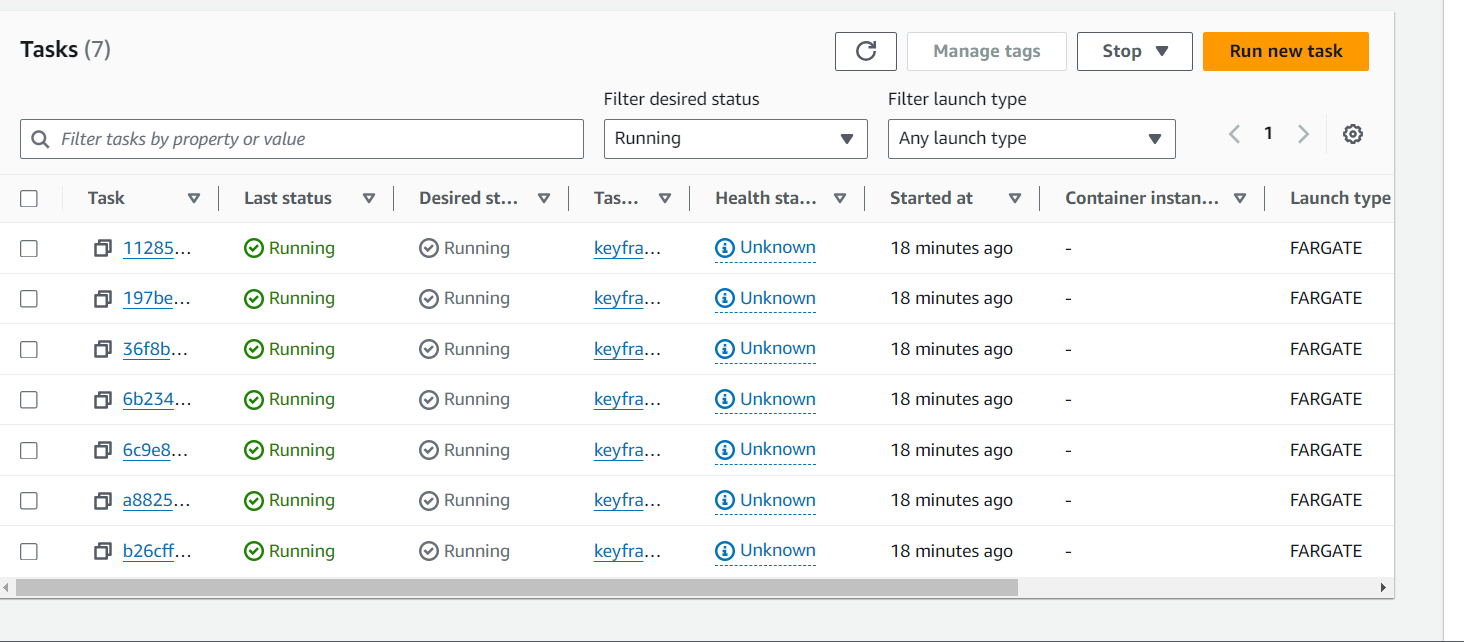 Tasks (7)
Manage tags
Stop
Run new task
Filter desired status
Filter launch type
Filter tasks by property or value
Running
Any launch type
1
Task Last status Desired st... Tas... Health sta... Started at Container instan... Launch type
11285... Running Running keyfra... Unknown 18 minutes ago - FARGATE
197be... Running Running keyfra... Unknown 18 minutes ago - FARGATE
36f8b... Running Running keyfra... Unknown 18 minutes ago - FARGATE
6b234... Running Running keyfra... Unknown 18 minutes ago - FARGATE
6c9e8... Running Running keyfra... Unknown 18 minutes ago - FARGATE
a8825... Running Running keyfra... Unknown 18 minutes ago - FARGATE
b26cff... Running Running keyfra... Unknown 18 minutes ago - FARGATE